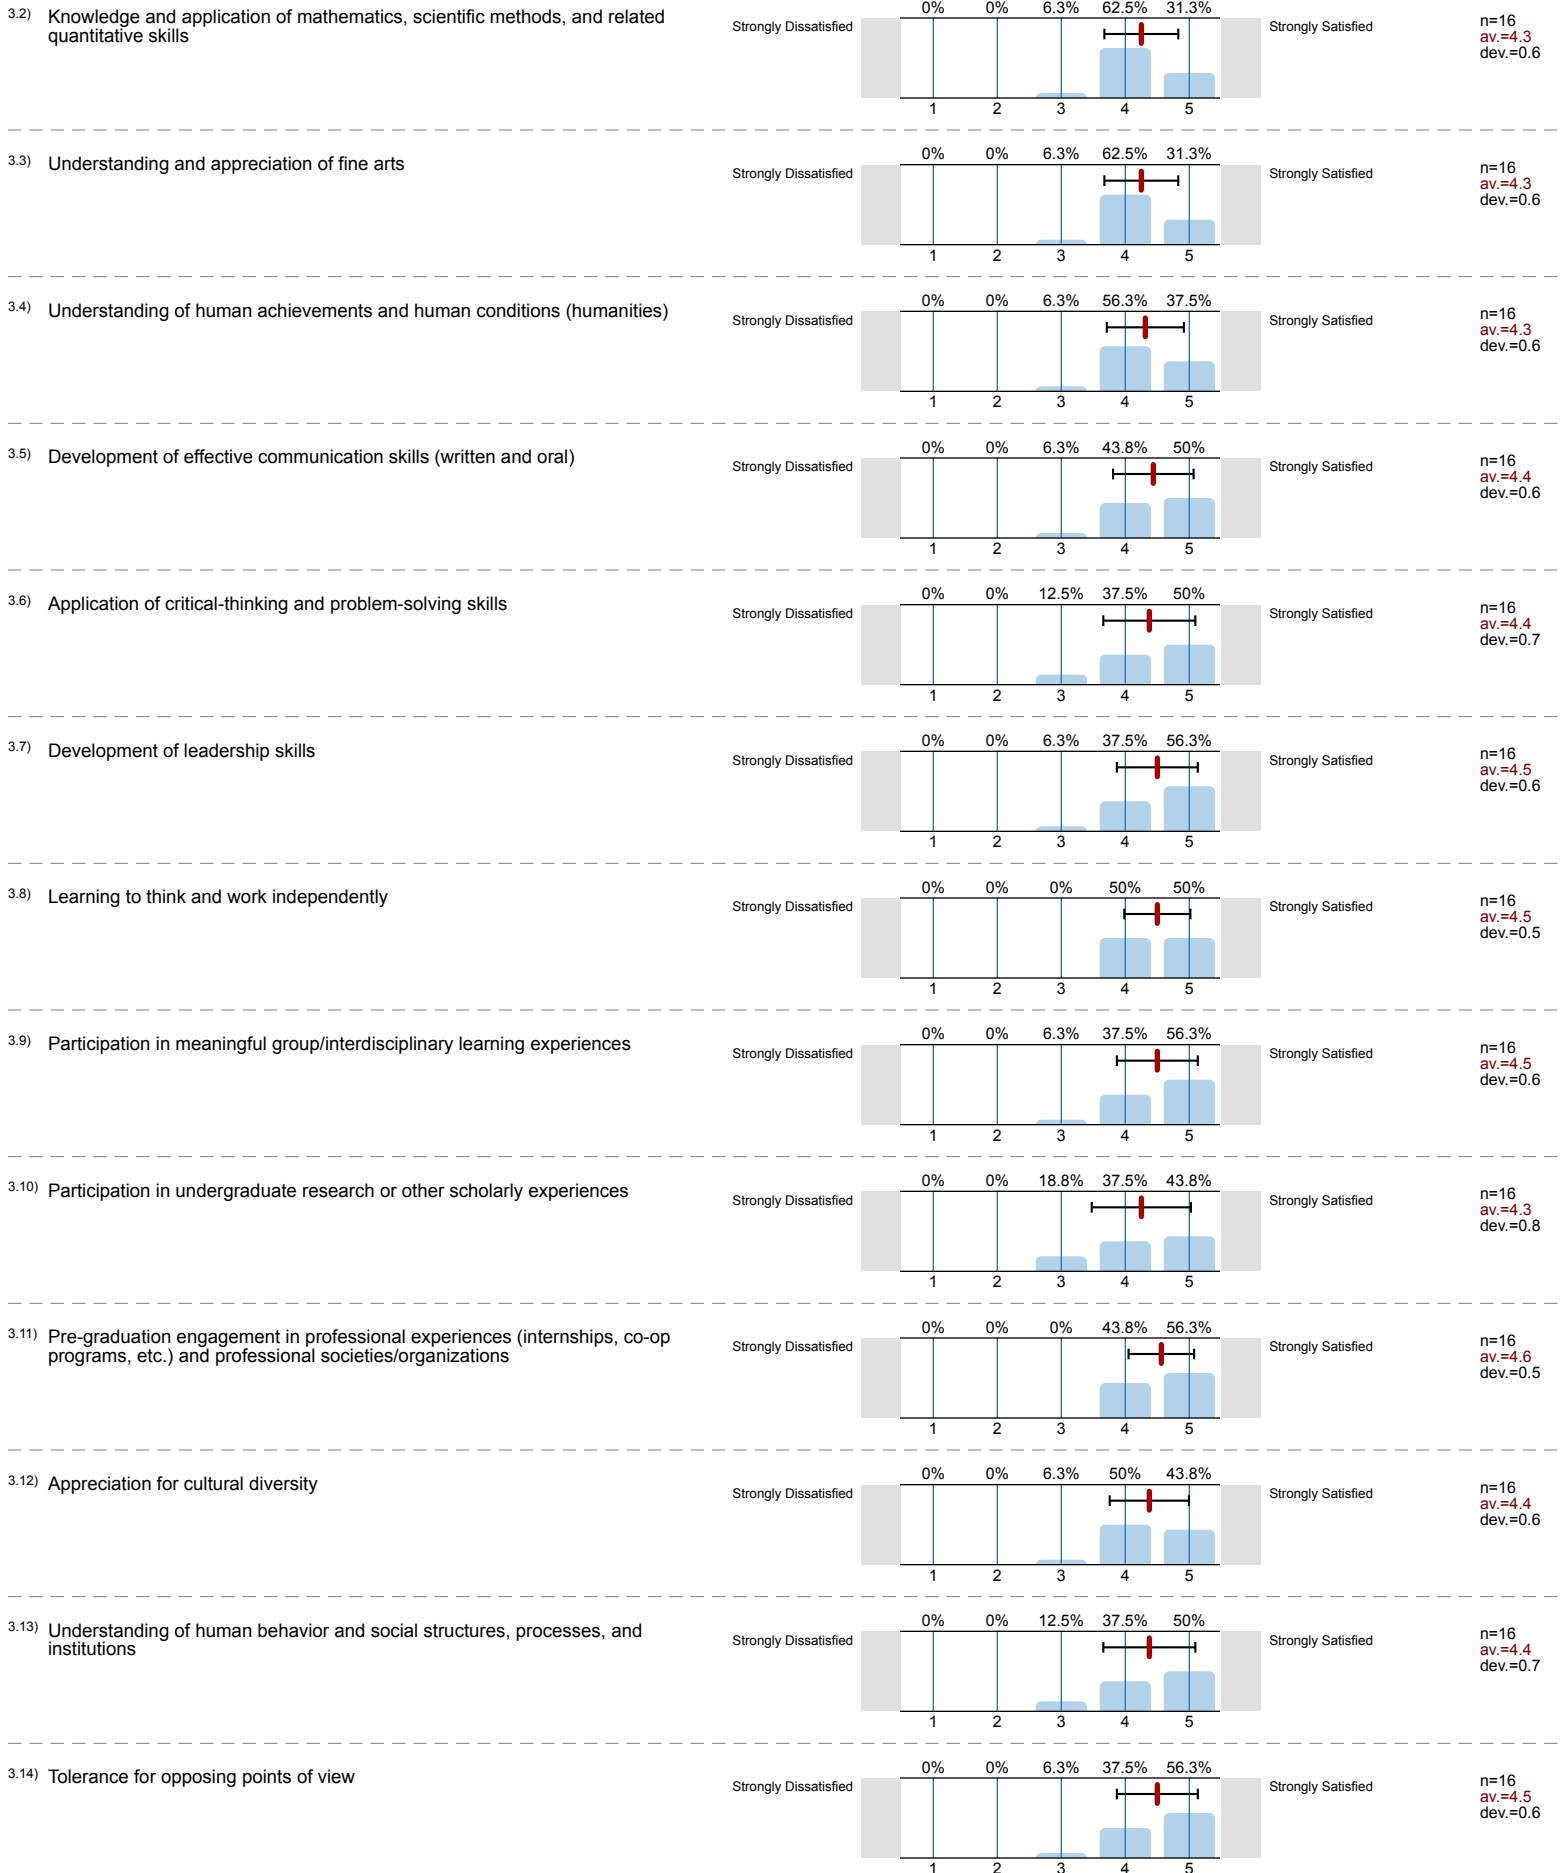 3.2) Knowledge and application of mathematics, scientific methods, and related
quantitative skills
0% 0% 6.3% 62.5% 31.3%
Strongly Dissatisfied Strongly Satisfied
n=16
av.=4.3
dev.=0.6
1 2 3 4 5
3.3) Understanding and appreciation of fine arts
0% 0% 6.3% 62.5% 31.3%
Strongly Dissatisfied Strongly Satisfied
n=16
av.=4.3
dev.=0.6
1 2 3 4 5
3.4) Understanding of human achievements and human conditions (humanities)
0% 0% 6.3% 56.3% 37.5%
Strongly Dissatisfied Strongly Satisfied
n=16
av.=4.3
dev.=0.6
1 2 3 4 5
3.5) Development of effective communication skills (written and oral)
0% 0% 6.3% 43.8% 50%
Strongly Dissatisfied Strongly Satisfied
n=16
av.=4.4
dev.=0.6
1 2 3 4 5
3.6) Application of critical-thinking and problem-solving skills
0% 0% 12.5% 37.5% 50%
Strongly Dissatisfied Strongly Satisfied
n=16
av.=4.4
dev.=0.7
1 2 3 4 5
3.7) Development of leadership skills
0% 0% 6.3% 37.5% 56.3%
Strongly Dissatisfied Strongly Satisfied
n=16
av.=4.5
dev.=0.6
1 2 3 4 5
3.8) Learning to think and work independently
0% 0% 0% 50% 50%
Strongly Dissatisfied Strongly Satisfied
n=16
av.=4.5
dev.=0.5
1 2 3 4 5
3.9) Participation in meaningful group/interdisciplinary learning experiences
0% 0% 6.3% 37.5% 56.3%
Strongly Dissatisfied Strongly Satisfied
n=16
av.=4.5
dev.=0.6
1 2 3 4 5
3.10) Participation in undergraduate research or other scholarly experiences
0% 0% 18.8% 37.5% 43.8%
Strongly Dissatisfied Strongly Satisfied
n=16
av.=4.3
dev.=0.8
1 2 3 4 5
3.11) Pre-graduation engagement in professional experiences (internships, co-op
programs, etc.) and professional societies/organizations
0% 0% 0% 43.8% 56.3%
Strongly Dissatisfied Strongly Satisfied
n=16
av.=4.6
dev.=0.5
1 2 3 4 5
3.12) Appreciation for cultural diversity
0% 0% 6.3% 50% 43.8%
Strongly Dissatisfied Strongly Satisfied
n=16
av.=4.4
dev.=0.6
1 2 3 4 5
3.13) Understanding of human behavior and social structures, processes, and
institutions
0% 0% 12.5% 37.5% 50%
Strongly Dissatisfied Strongly Satisfied
n=16
av.=4.4
dev.=0.7
1 2 3 4 5
3.14) Tolerance for opposing points of view
0% 0% 6.3% 37.5% 56.3%
Strongly Dissatisfied Strongly Satisfied
n=16
av.=4.5
dev.=0.6
1 2 3 4 5